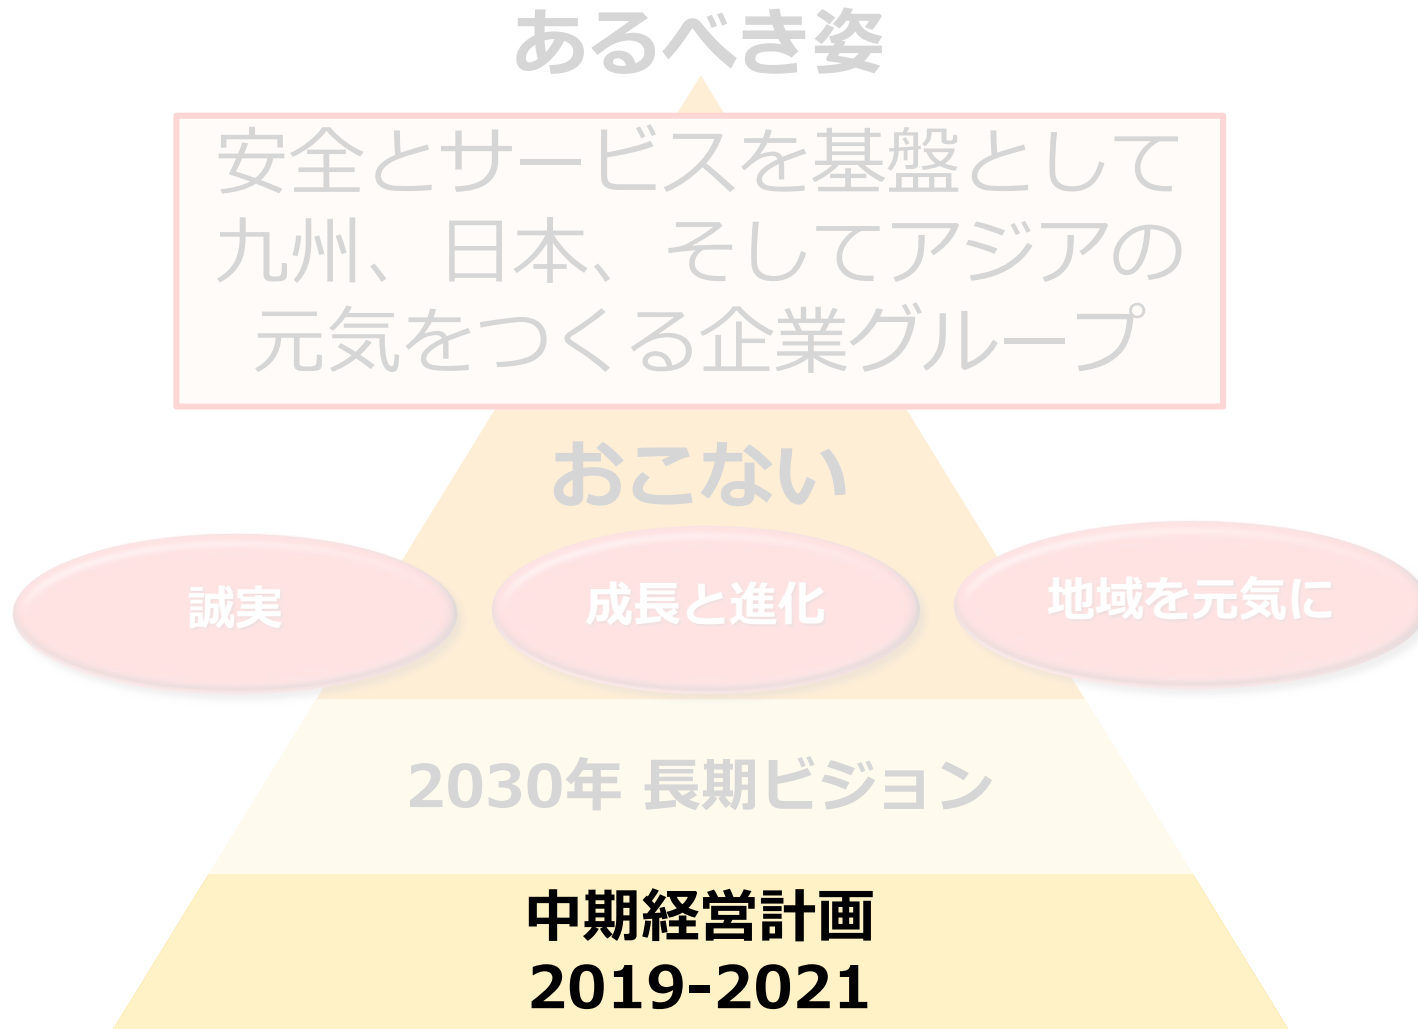 あるべき姿
安全とサービスを基盤として
九州、日本、そしてアジアの
元気をつくる企業グループ
おこない
誠実
成長と進化
地域を元気に
2030年 長期ビジョン
中期経営計画
2019-2021